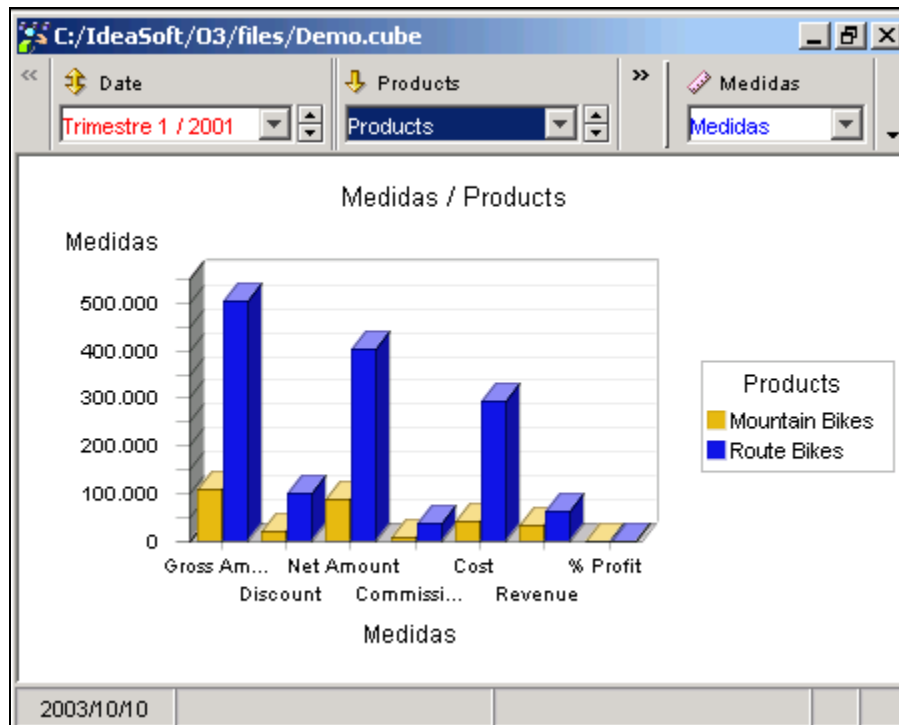 C:/IdeaSoft/O3/files/Demo.cube
« Date Products » Medidas
Trimestre 1 / 2001 Products Medidas
Medidas / Products
Medidas
500.000
400.000
300.000
200.000
100.000
0
Gross Am... Net Amount Cost % Profit
Discount Commissi... Revenue
Medidas
Products
Mountain Bikes
Route Bikes
2003/10/10